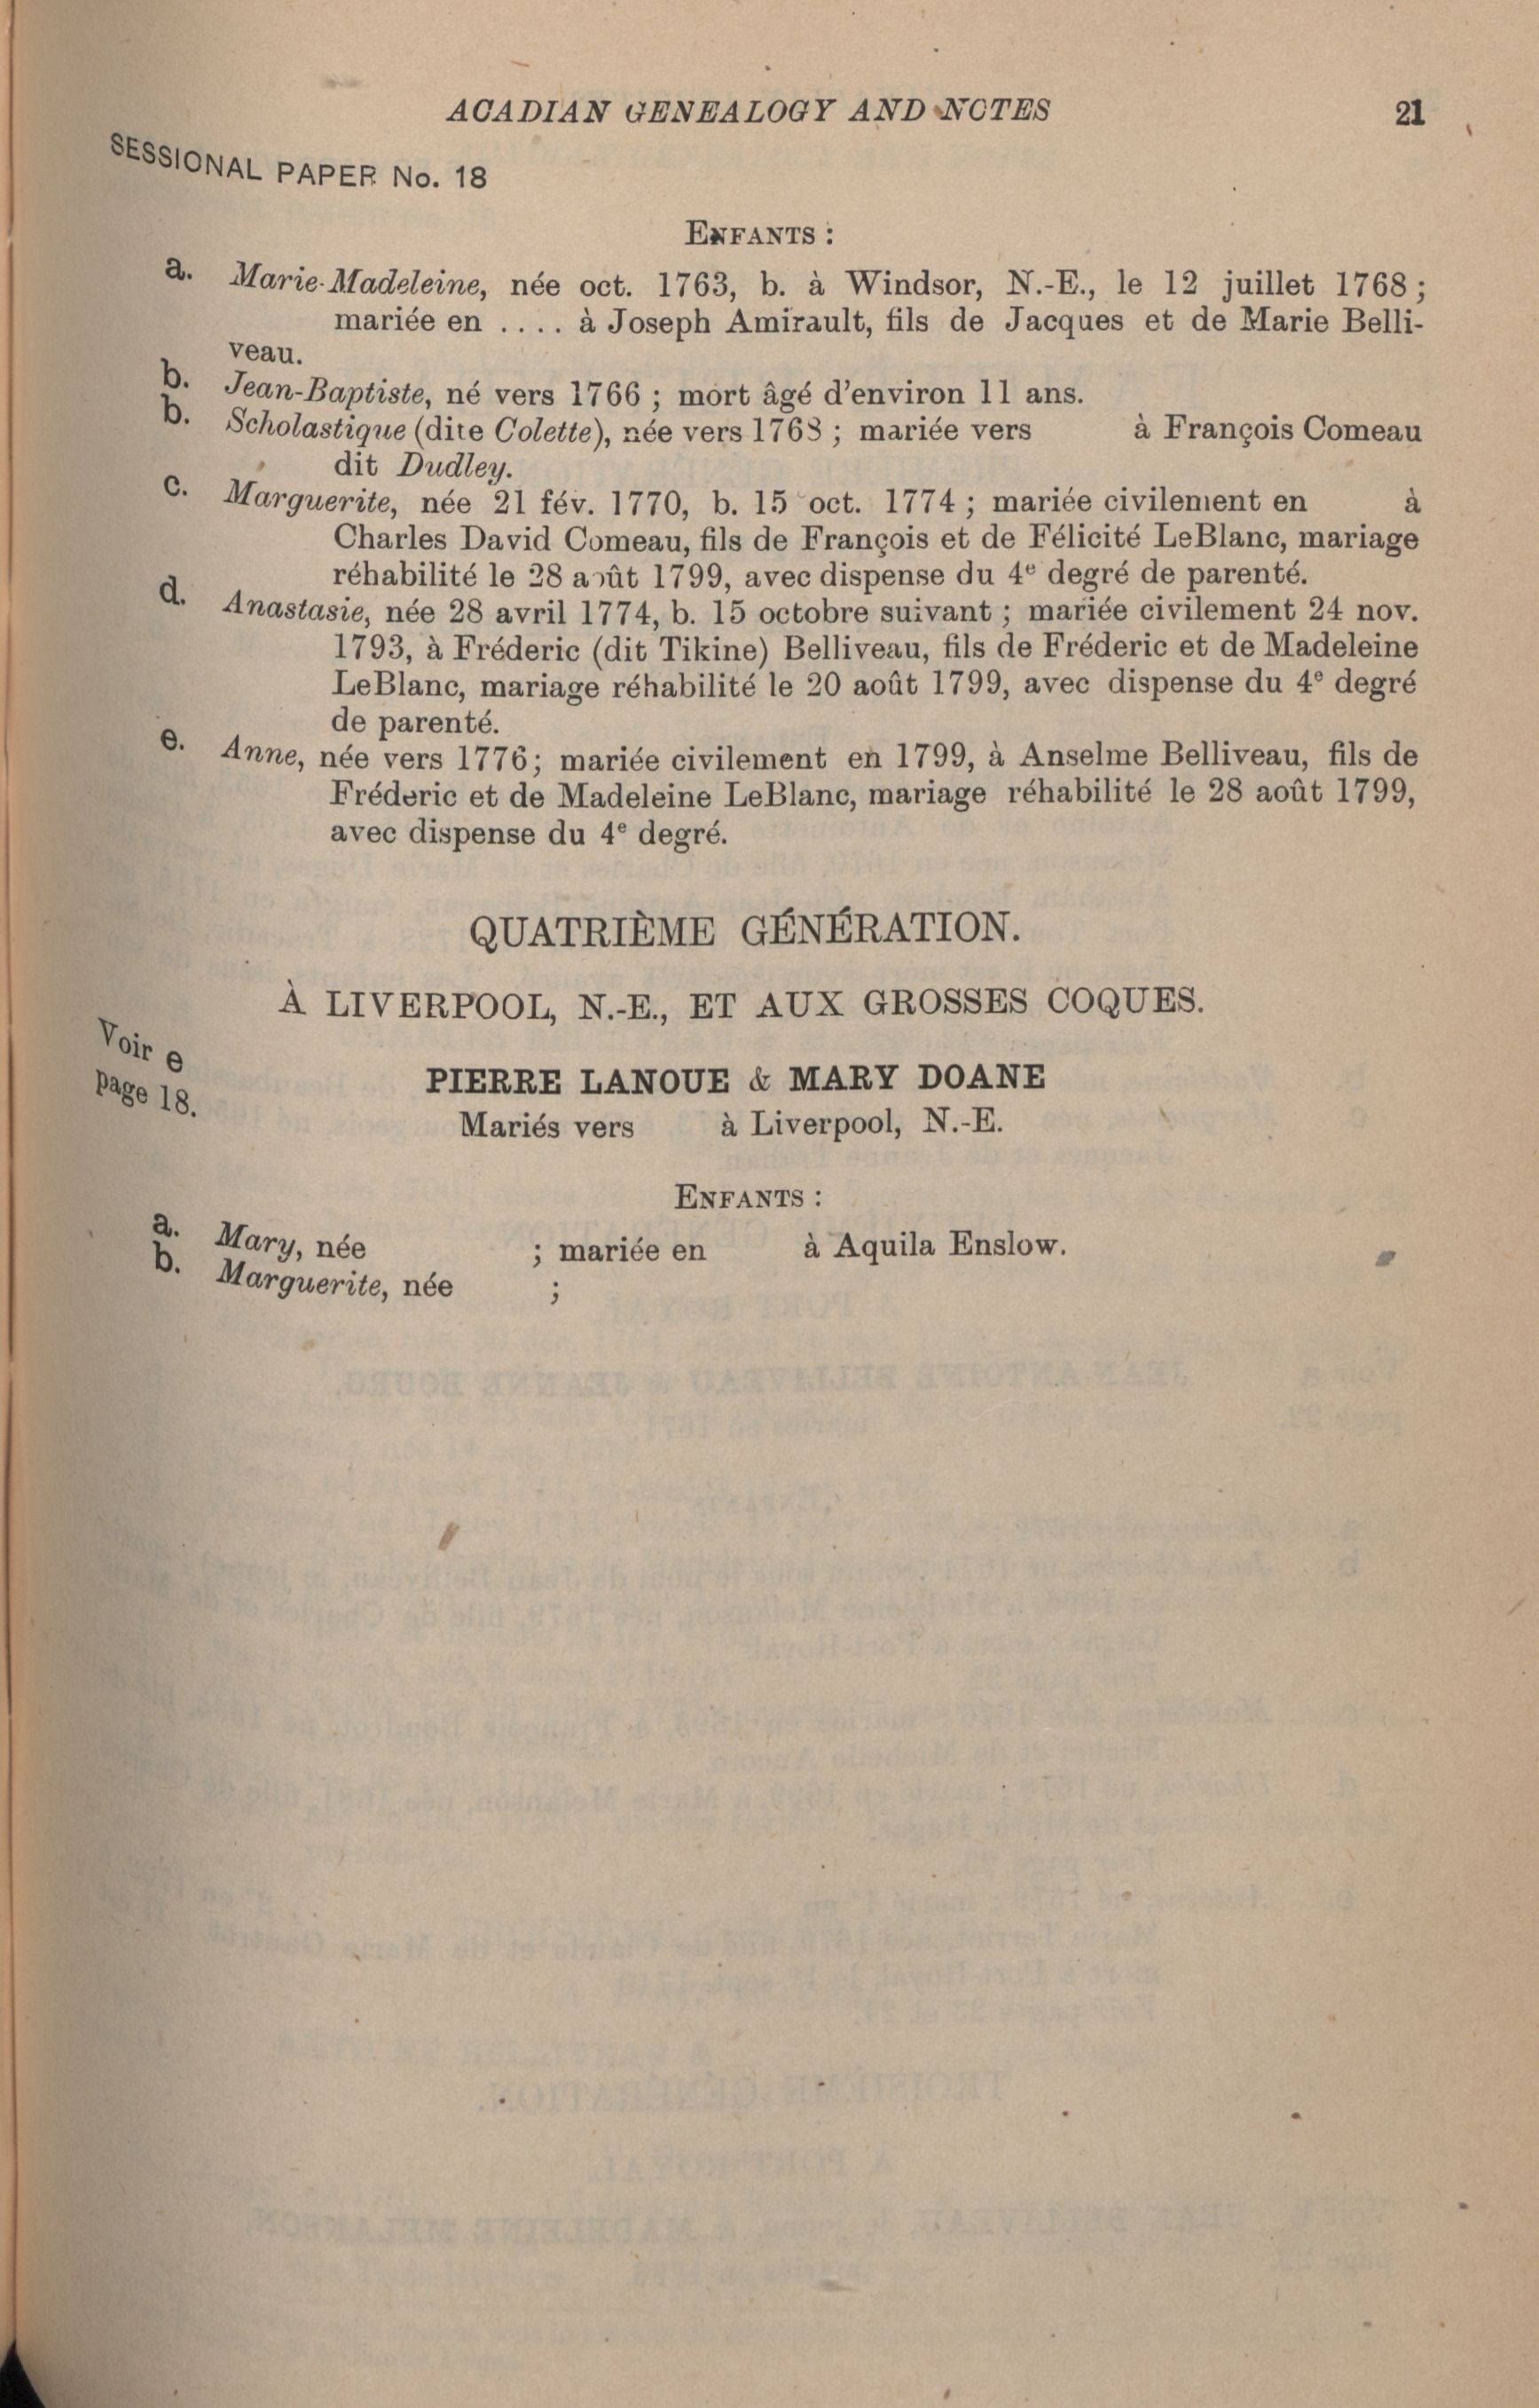 ACADIAN GENEALOGY AND NOTES 21
SESSIONAL PAPER No. 18
ENFANTS :
a. Marie-Madeleine, née oct. 1763, b. à Windsor, N.-E., le 12 juillet 1768 ;
mariée en .... à Joseph Amirault, fils de Jacques et de Marie Belli-
veau.
b. Jean-Baptiste, né vers 1766 ; mort âgé d'environ 11 ans.
b. Scholastique (dite Colette), née vers 1768 ; mariée vers à François Comeau
dit Dudley.
c. Marguerite, née 21 fév. 1770, b. 15 oct. 1774 ; mariée civilement en à
Charles David Comeau, fils de François et de Félicité LeBlanc, mariage
réhabilité le 28 août 1799, avec dispense du 4e degré de parenté.
d. Anastasie, née 28 avril 1774, b. 15 octobre suivant ; mariée civilement 24 nov.
1793, à Fréderic (dit Tikine) Belliveau, fils de Fréderic et de Madeleine
LeBlanc, mariage réhabilité le 20 août 1799, avec dispense du 4e degré
de parenté.
e. Anne, née vers 1776; mariée civilement en 1799, à Anselme Belliveau, fils de
Fréderic et de Madeleine LeBlanc, mariage réhabilité le 28 août 1799,
avec dispense du 4e degré.
QUATRIÈME GÉNÉRATION.
À LIVERPOOL, N.-E., ET AUX GROSSES COQUES.
Voir e
page 18.
PIERRE LANOUE & MARY DOANE
Mariés vers à Liverpool, N.-E.
ENFANTS :
a. Mary, née ; mariée en à Aquila Enslow.
b. Marguerite, née ;